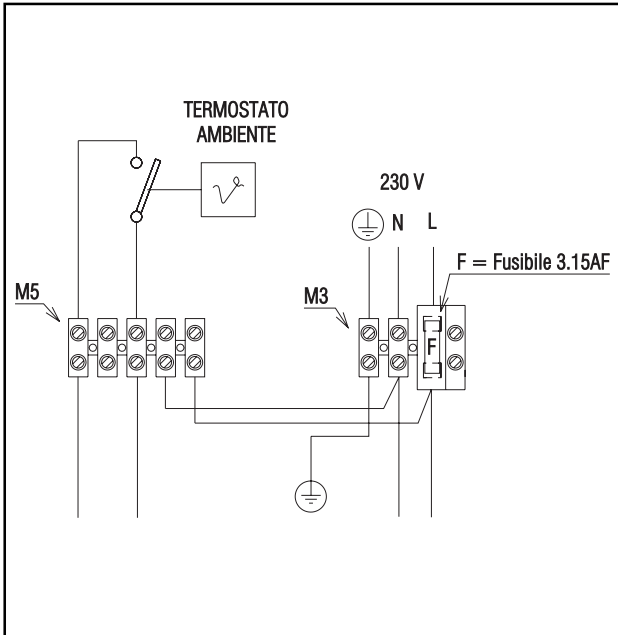 TERMOSTATO
AMBIENTE
230 V
N L
F = Fusibile 3.15AF
M5
M3
F